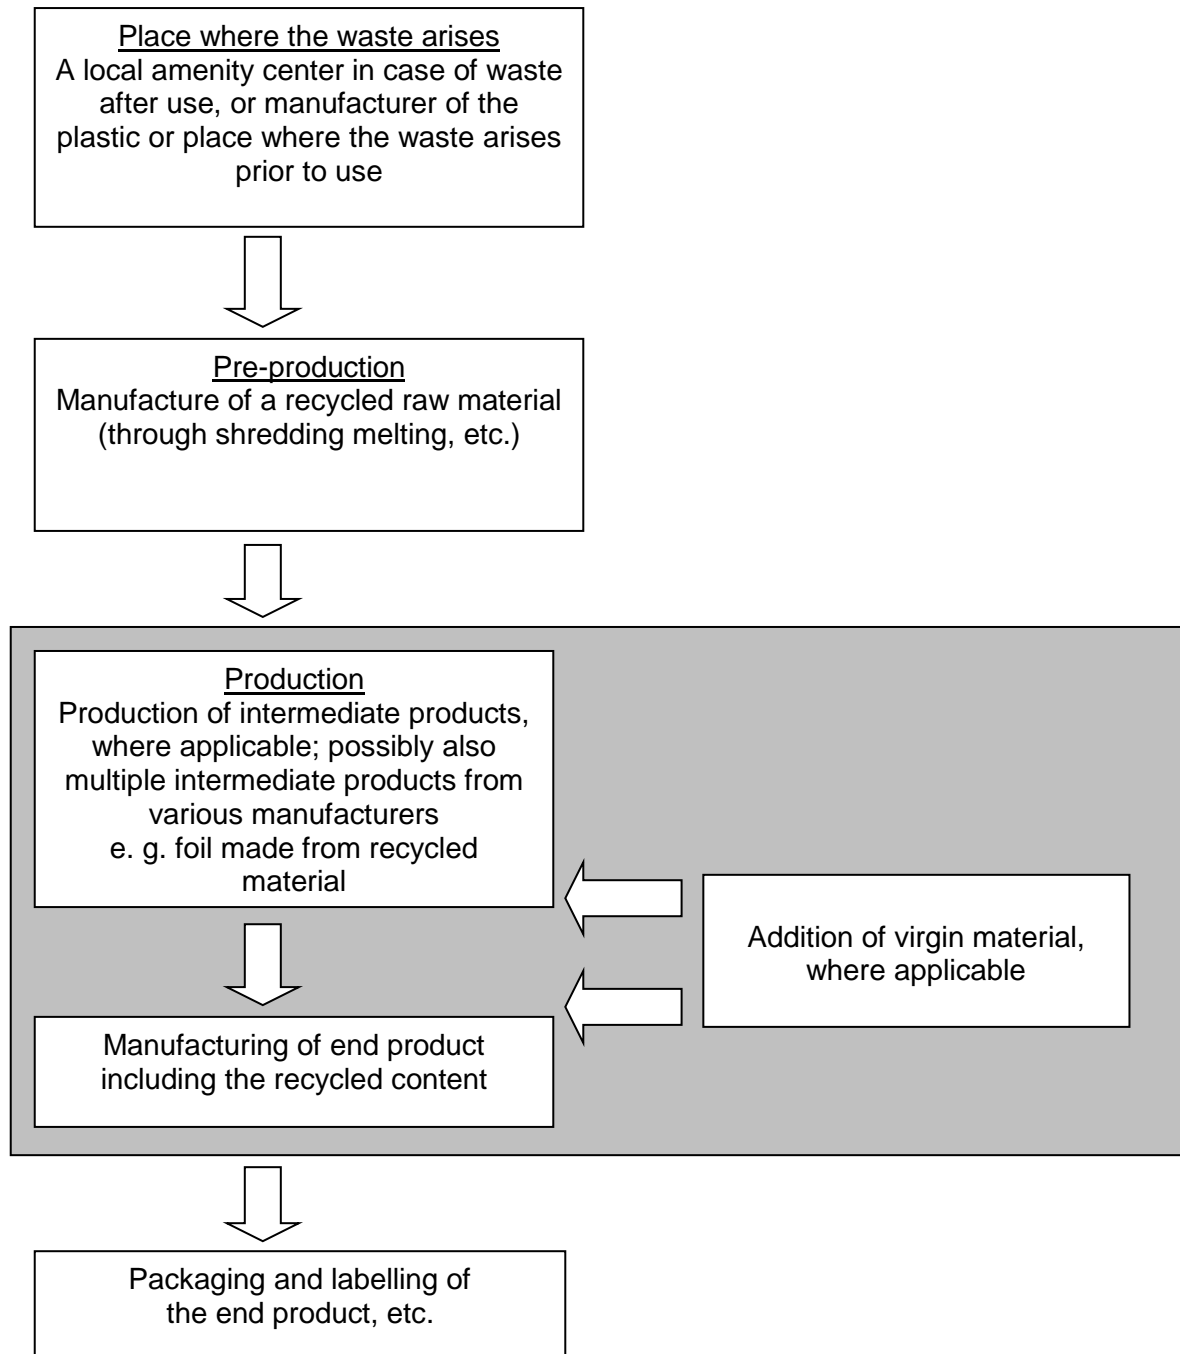 Place where the waste arises
A local amenity center in case of waste
after use, or manufacturer of the
plastic or place where the waste arises
prior to use
Pre-production
Manufacture of a recycled raw material
(through shredding melting, etc.)
Production
Production of intermediate products,
where applicable; possibly also
multiple intermediate products from
various manufacturers
e. g. foil made from recycled
material
Addition of virgin material,
where applicable
Manufacturing of end product
including the recycled content
Packaging and labelling of
the end product, etc.